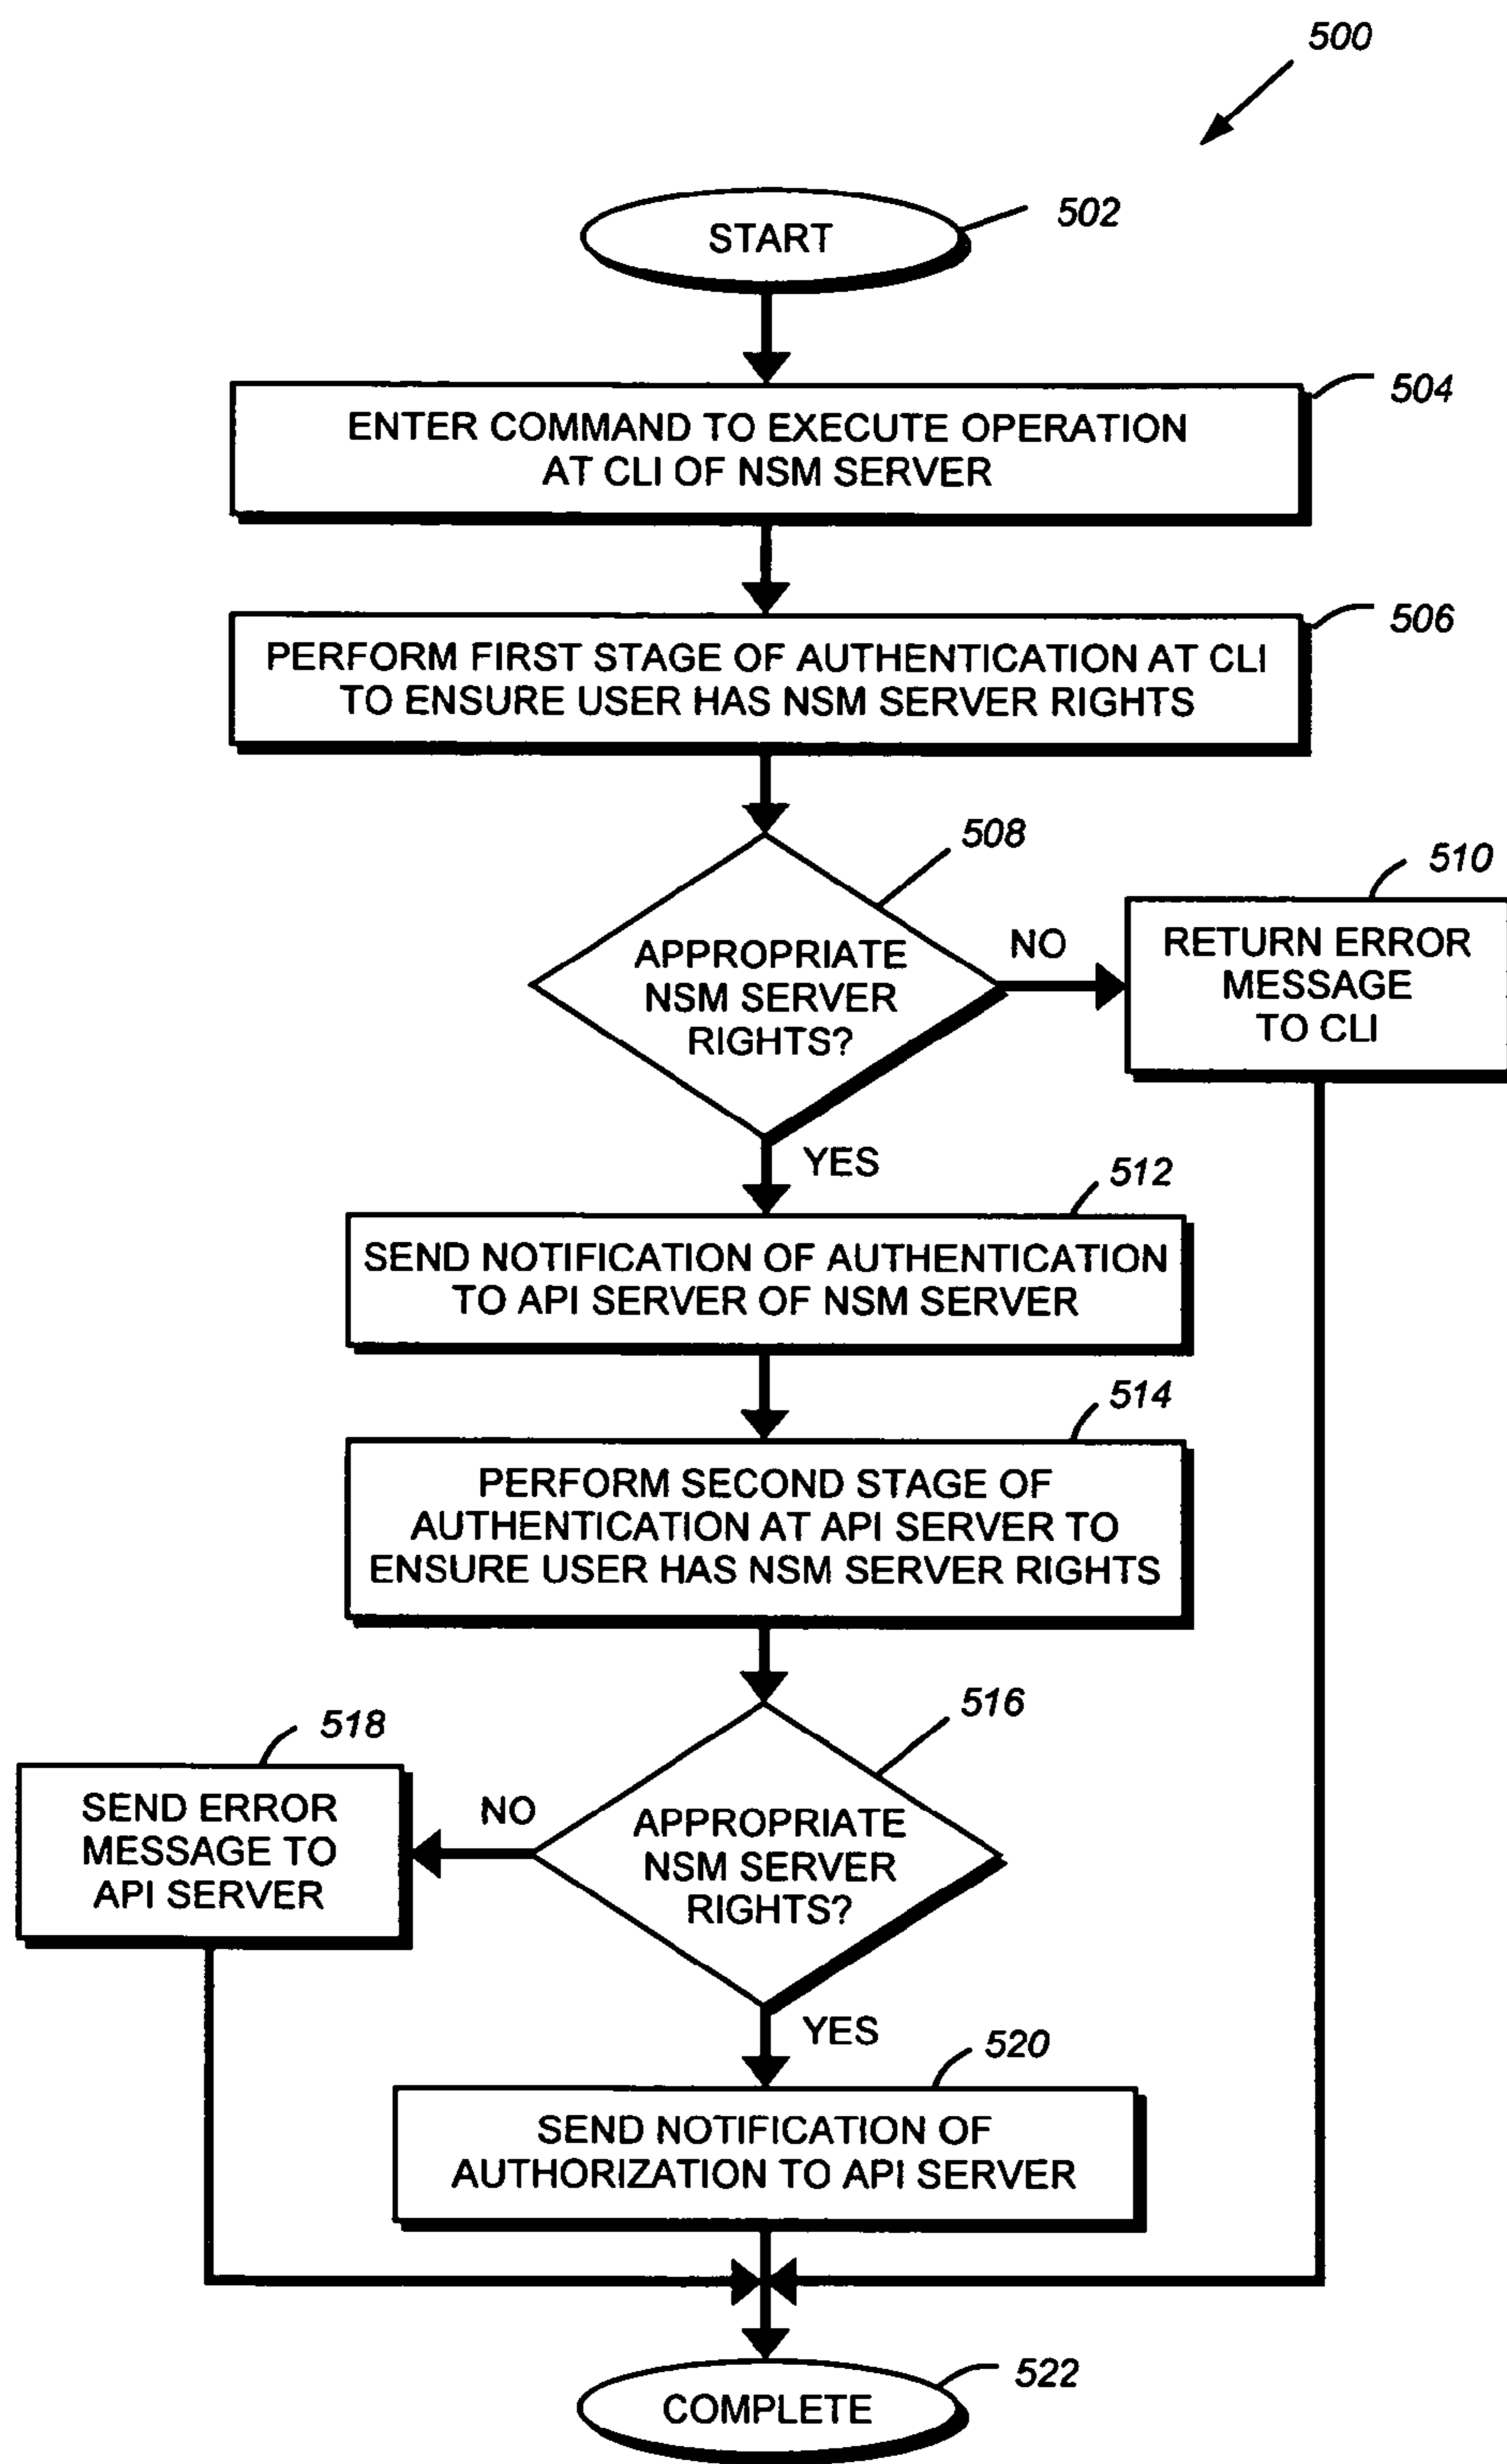 500
START
502
ENTER COMMAND TO EXECUTE OPERATION
AT CLI OF NSM SERVER
504
PERFORM FIRST STAGE OF AUTHENTICATION AT CLI
TO ENSURE USER HAS NSM SERVER RIGHTS
506
508
APPROPRIATE
NSM SERVER
RIGHTS?
NO
510
RETURN ERROR
MESSAGE
TO CLI
YES
512
SEND NOTIFICATION OF AUTHENTICATION
TO API SERVER OF NSM SERVER
514
PERFORM SECOND STAGE OF
AUTHENTICATION AT API SERVER TO
ENSURE USER HAS NSM SERVER RIGHTS
516
APPROPRIATE
NSM SERVER
RIGHTS?
NO
518
SEND ERROR
MESSAGE TO
API SERVER
YES
520
SEND NOTIFICATION OF
AUTHORIZATION TO API SERVER
COMPLETE
522